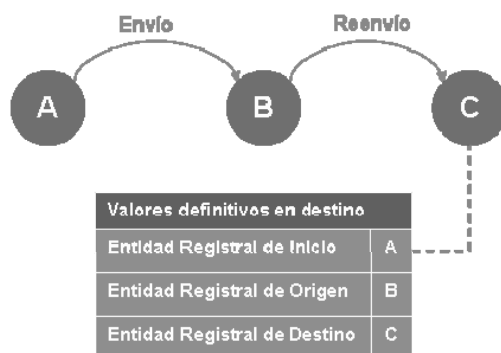 Envío
Reenvío
A
B
C
Valores definitivos en destino
Entidad Registral de Inicio A
Entidad Registral de Origen B
Entidad Registral de Destino C